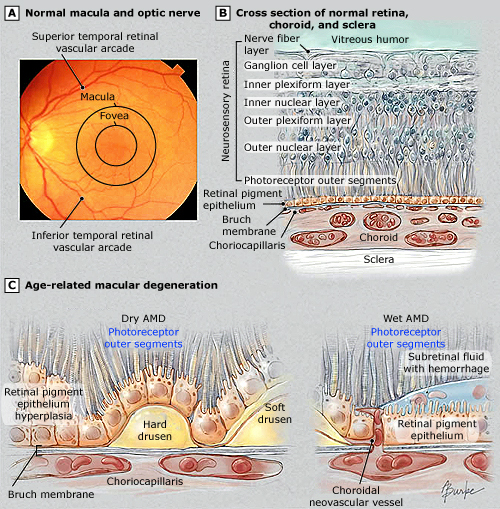 A Normal macula and optic nerve
Superior temporal retinal
vascular arcade
Macula
Fovea
Inferior temporal retinal
vascular arcade
B Cross section of normal retina,
choroid, and sclera
Nerve fiber
layer
Vitreous humor
Ganglion cell layer
Inner plexiform layer
Inner nuclear layer
Outer plexiform layer
Outer nuclear layer
Neurosensory retina
Photoreceptor outer segments
Retinal pigment
epithelium
Bruch
membrane
Choriocapillaris
Choroid
Sclera
C Age-related macular degeneration
Dry AMD
Photoreceptor
outer segments
Retinal pigment
epithelium
hyperplasia
Hard
drusen
Soft
drusen
Bruch membrane
Choriocapillaris
Wet AMD
Photoreceptor
outer segments
Subretinal fluid
with hemorrhage
Retinal pigment
epithelium
Choroidal
neovascular vessel
Burke